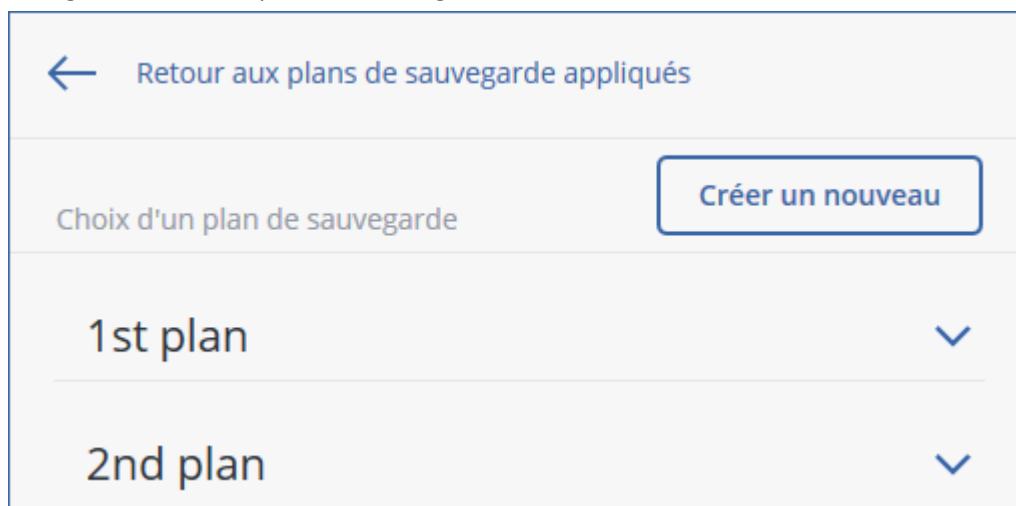 Retour aux plans de sauvegarde appliqués
Créer un nouveau
Choix d'un plan de sauvegarde
1st plan
2nd plan